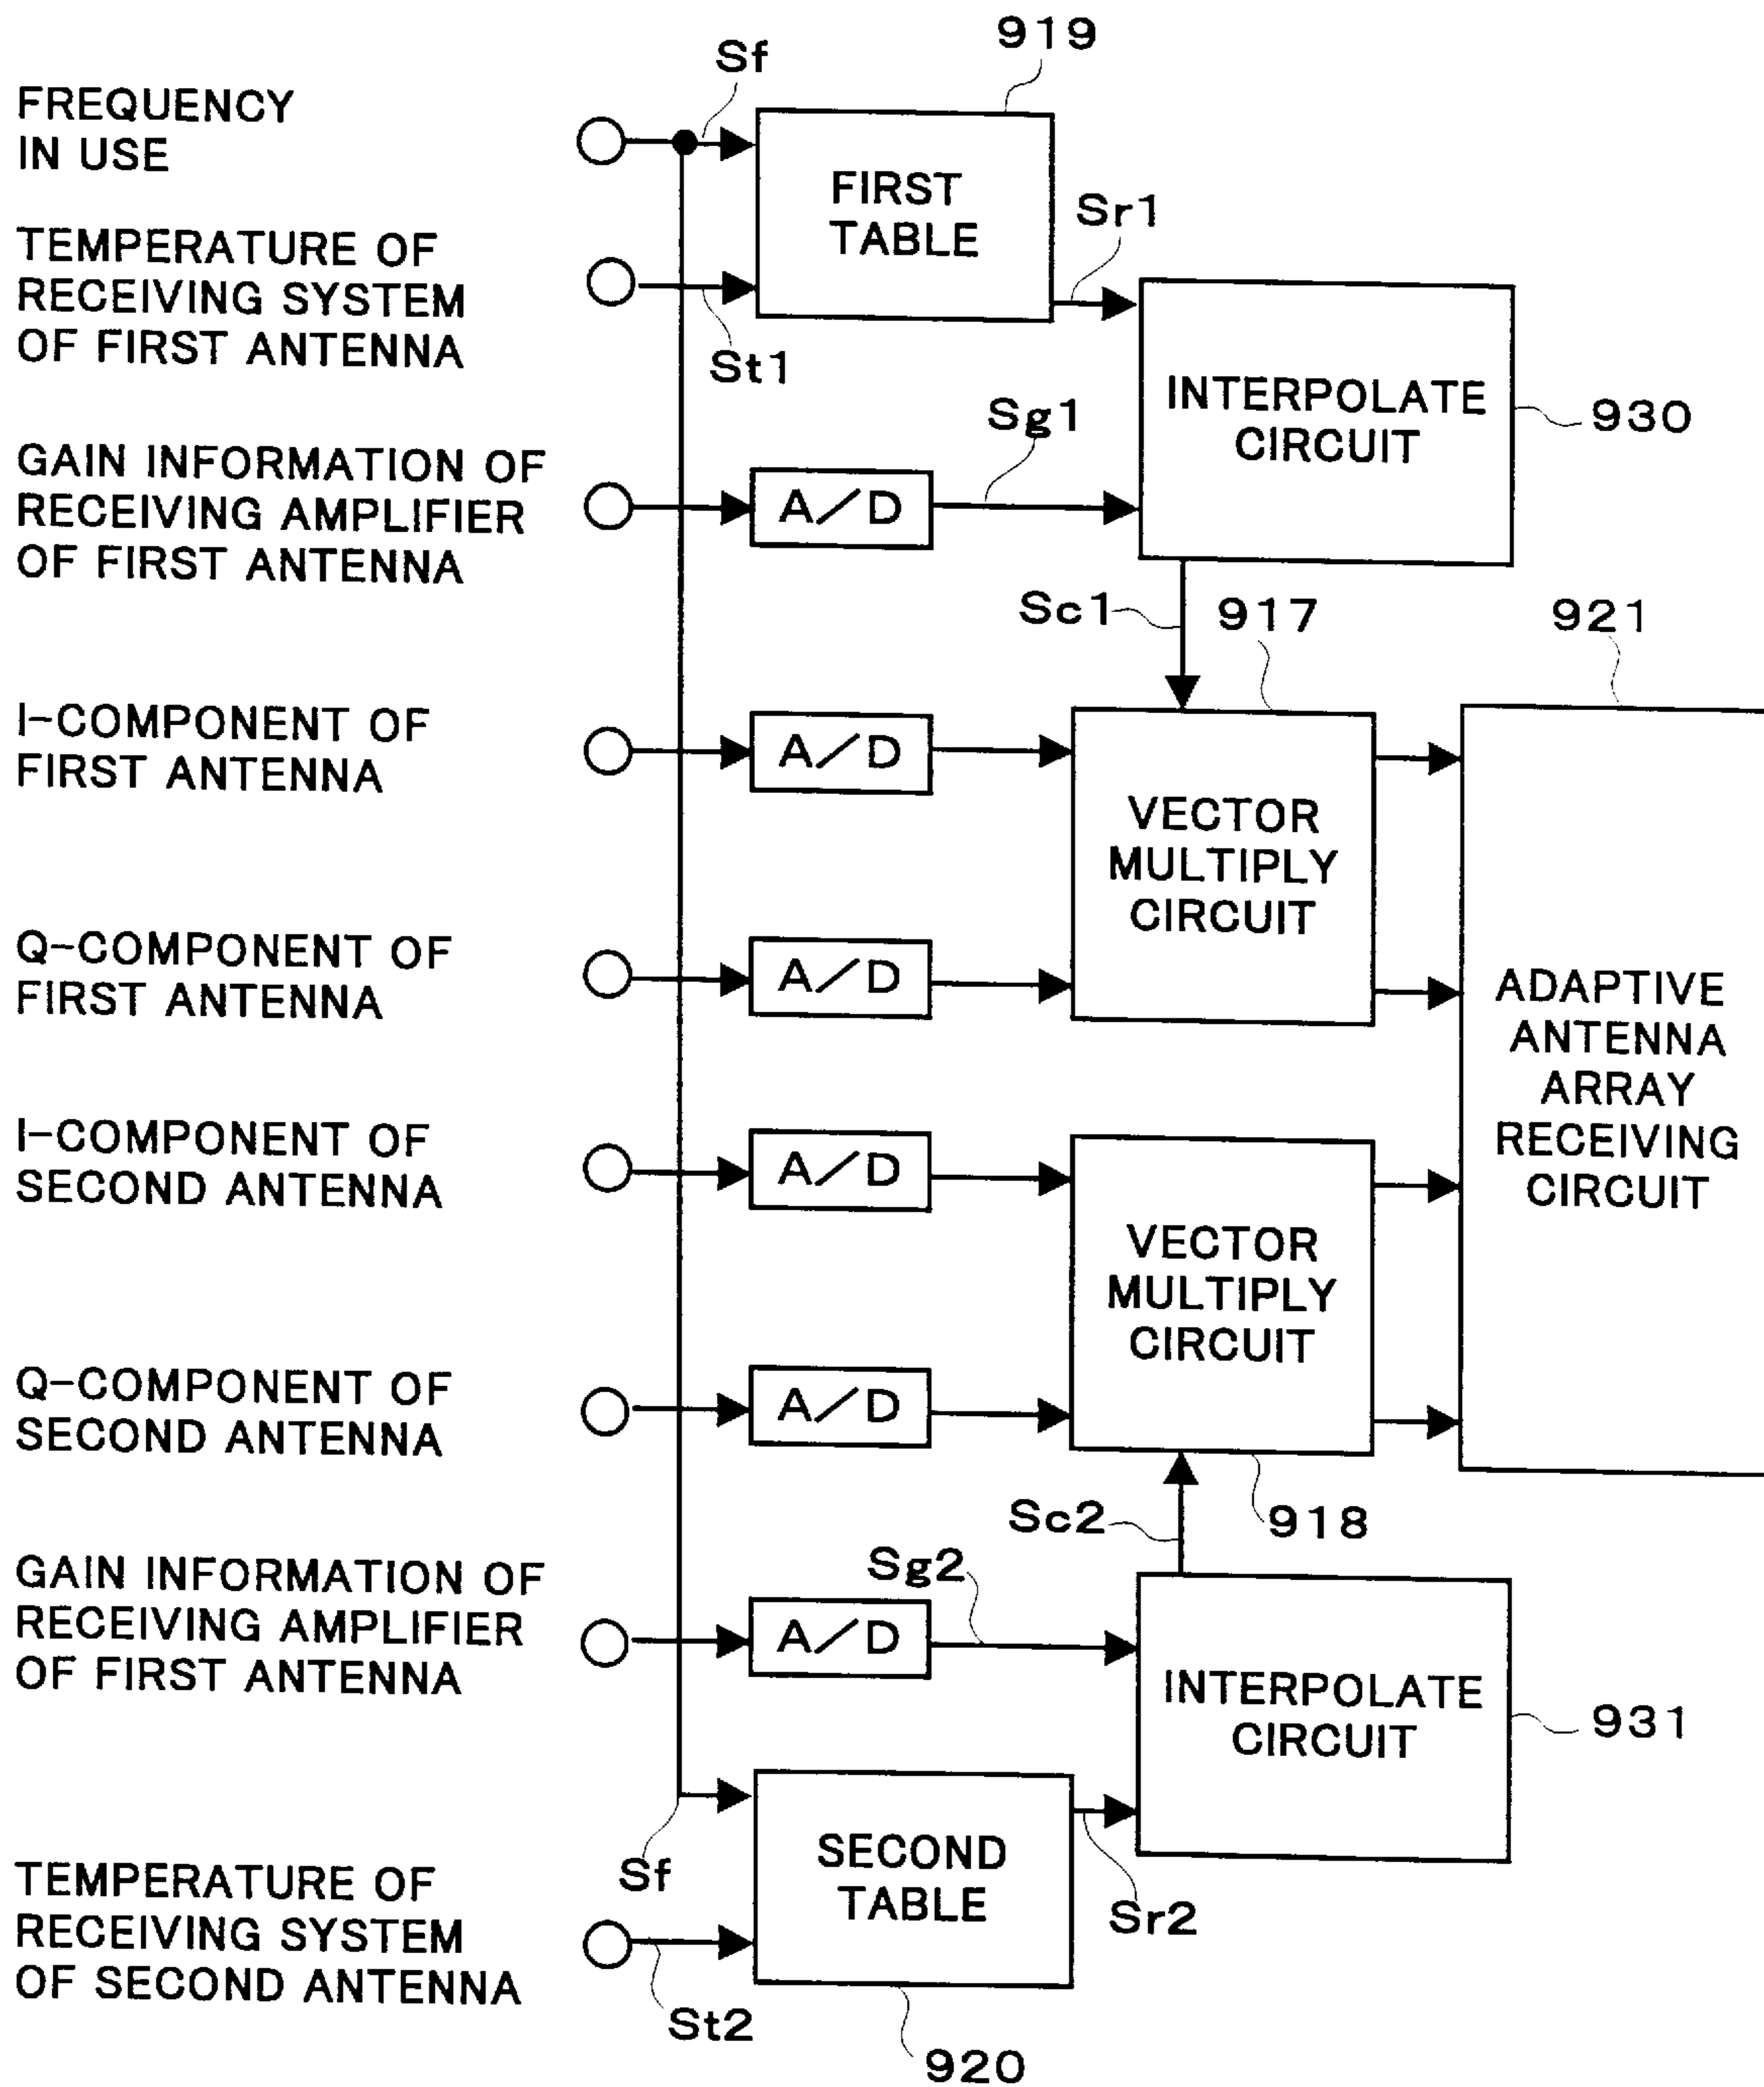 919
Sf
FREQUENCY
IN USE
FIRST
TABLE
Sr1
TEMPERATURE OF
RECEIVING SYSTEM
OF FIRST ANTENNA
St1
INTERPOLATE
CIRCUIT
930
Sg1
GAIN INFORMATION OF
RECEIVING AMPLIFIER
OF FIRST ANTENNA
A/D
Sc1
917
921
I-COMPONENT OF
FIRST ANTENNA
A/D
VECTOR
MULTIPLY
CIRCUIT
Q-COMPONENT OF
FIRST ANTENNA
A/D
ADAPTIVE
ANTENNA
ARRAY
RECEIVING
CIRCUIT
I-COMPONENT OF
SECOND ANTENNA
A/D
VECTOR
MULTIPLY
CIRCUIT
Q-COMPONENT OF
SECOND ANTENNA
A/D
Sc2
918
GAIN INFORMATION OF
RECEIVING AMPLIFIER
OF FIRST ANTENNA
Sg2
A/D
INTERPOLATE
CIRCUIT
931
Sf
SECOND
TABLE
Sr2
TEMPERATURE OF
RECEIVING SYSTEM
OF SECOND ANTENNA
St2
920